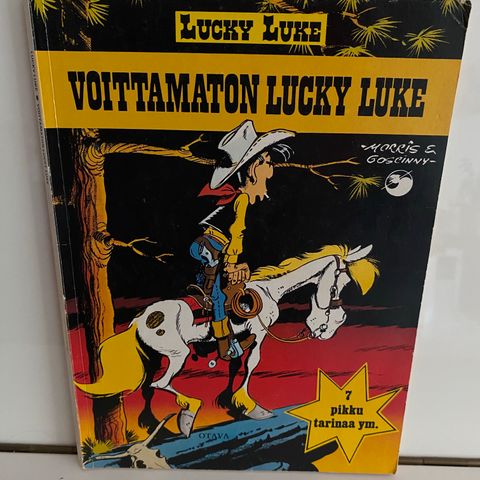 LUCKY LUKE
VOITTAMATON LUCKY LUKE
-MORRIS &
GOSCINNY-
7
pikku
tarinaa ym.
OTAVA